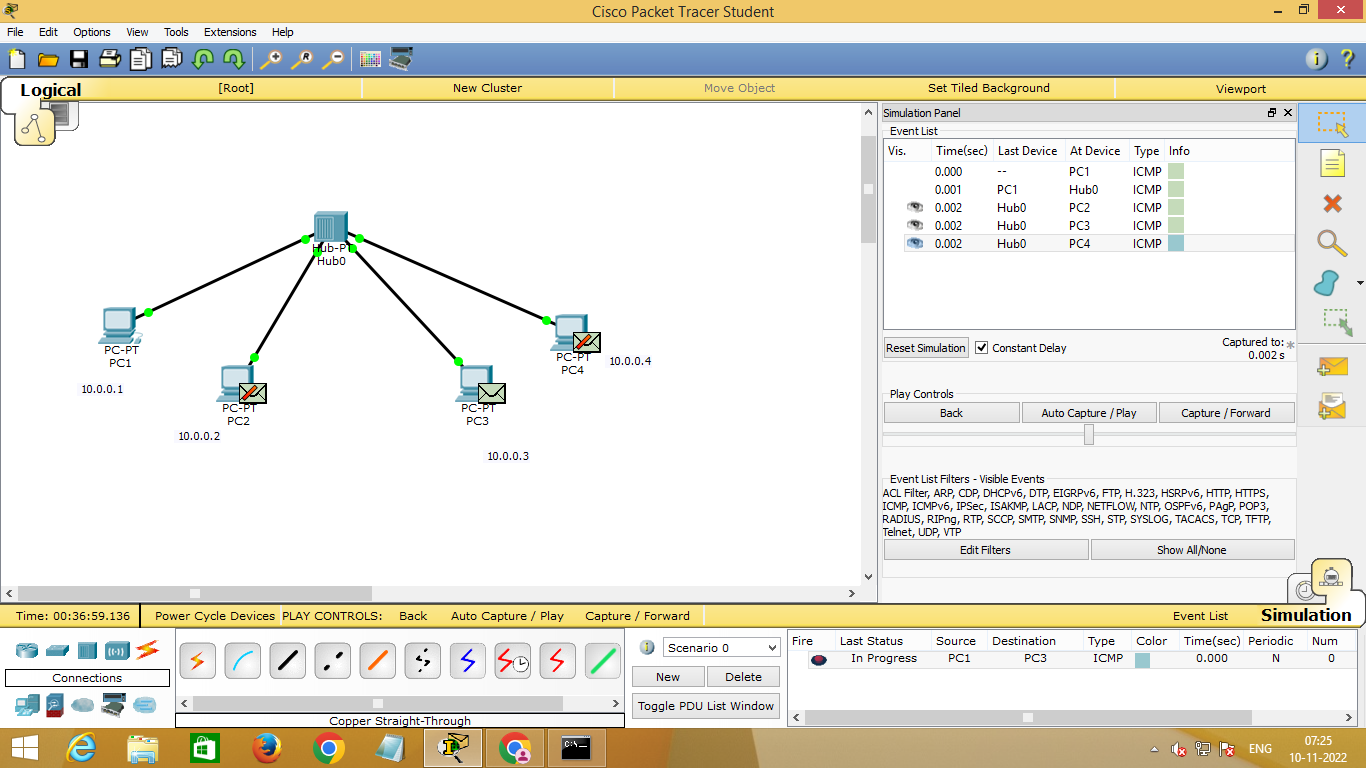 Cisco Packet Tracer Student
File Edit Options View Tools Extensions Help
Logical [Root] New Cluster Move Object Set Tiled Background Viewport
Simulation Panel
Event List
Vis. Time(sec) Last Device At Device Type Info
0.000 -- PC1 ICMP
0.001 PC1 Hub0 ICMP
0.002 Hub0 PC2 ICMP
0.002 Hub0 PC3 ICMP
0.002 Hub0 PC4 ICMP
Hub-PT
Hub0
PC-PT
PC1
10.0.0.1
PC-PT
PC2
10.0.0.2
PC-PT
PC3
10.0.0.3
PC-PT
PC4
10.0.0.4
Reset Simulation Constant Delay Captured to: *
0.002 s
Play Controls
Back Auto Capture / Play Capture / Forward
Event List Filters - Visible Events
ACL Filter, ARP, CDP, DHCPv6, DTP, EIGRPv6, FTP, H.323, HSRPv6, HTTP, HTTPS,
ICMP, ICMPv6, IPSec, ISAKMP, LACP, NDP, NETFLOW, NTP, OSPFv6, PAgP, POP3,
RADIUS, RIPng, RTP, SCCP, SMTP, SNMP, SSH, STP, SYSLOG, TACACS, TCP, TFTP,
Telnet, UDP, VTP
Edit Filters Show All/None
Time: 00:36:59.136 Power Cycle Devices PLAY CONTROLS: Back Auto Capture / Play Capture / Forward Event List Simulation
Connections
Copper Straight-Through
Scenario 0
New Delete
Toggle PDU List Window
Fire Last Status Source Destination Type Color Time(sec) Periodic Num
In Progress PC1 PC3 ICMP 0.000 N 0
ENG
07:25
10-11-2022